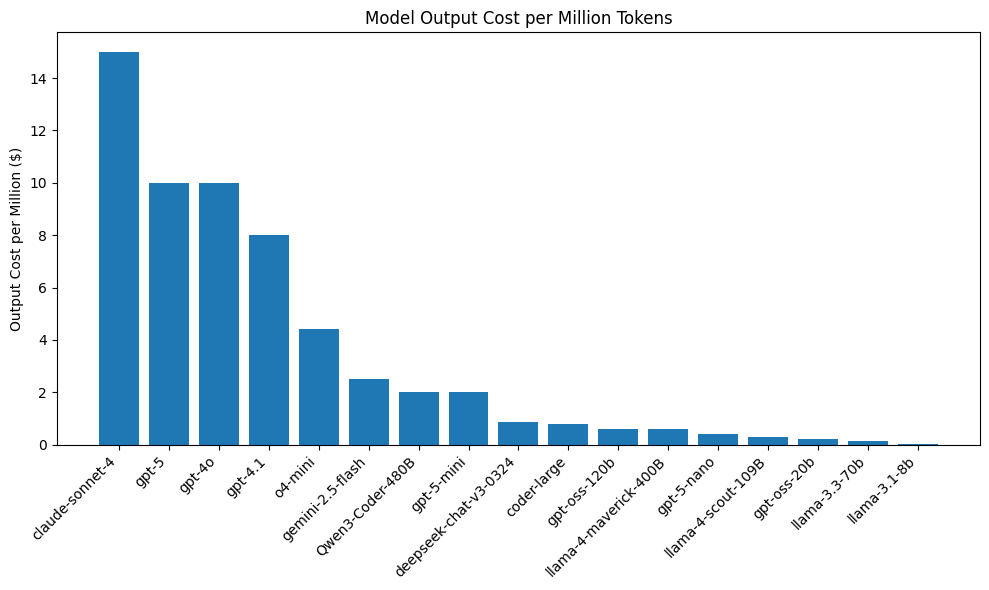 Model Output Cost per Million Tokens
Output Cost per Million ($)
14
12
10
8
6
4
2
0
claude-sonnet-4
gpt-5
gpt-4o
gpt-4.1
o4-mini
gemini-2.5-flash
Qwen3-Coder-480B
gpt-5-mini
deepseek-chat-v3-0324
coder-large
gpt-oss-120b
llama-4-maverick-400B
gpt-5-nano
llama-4-scout-109B
gpt-oss-20b
llama-3.3-70b
llama-3.1-8b